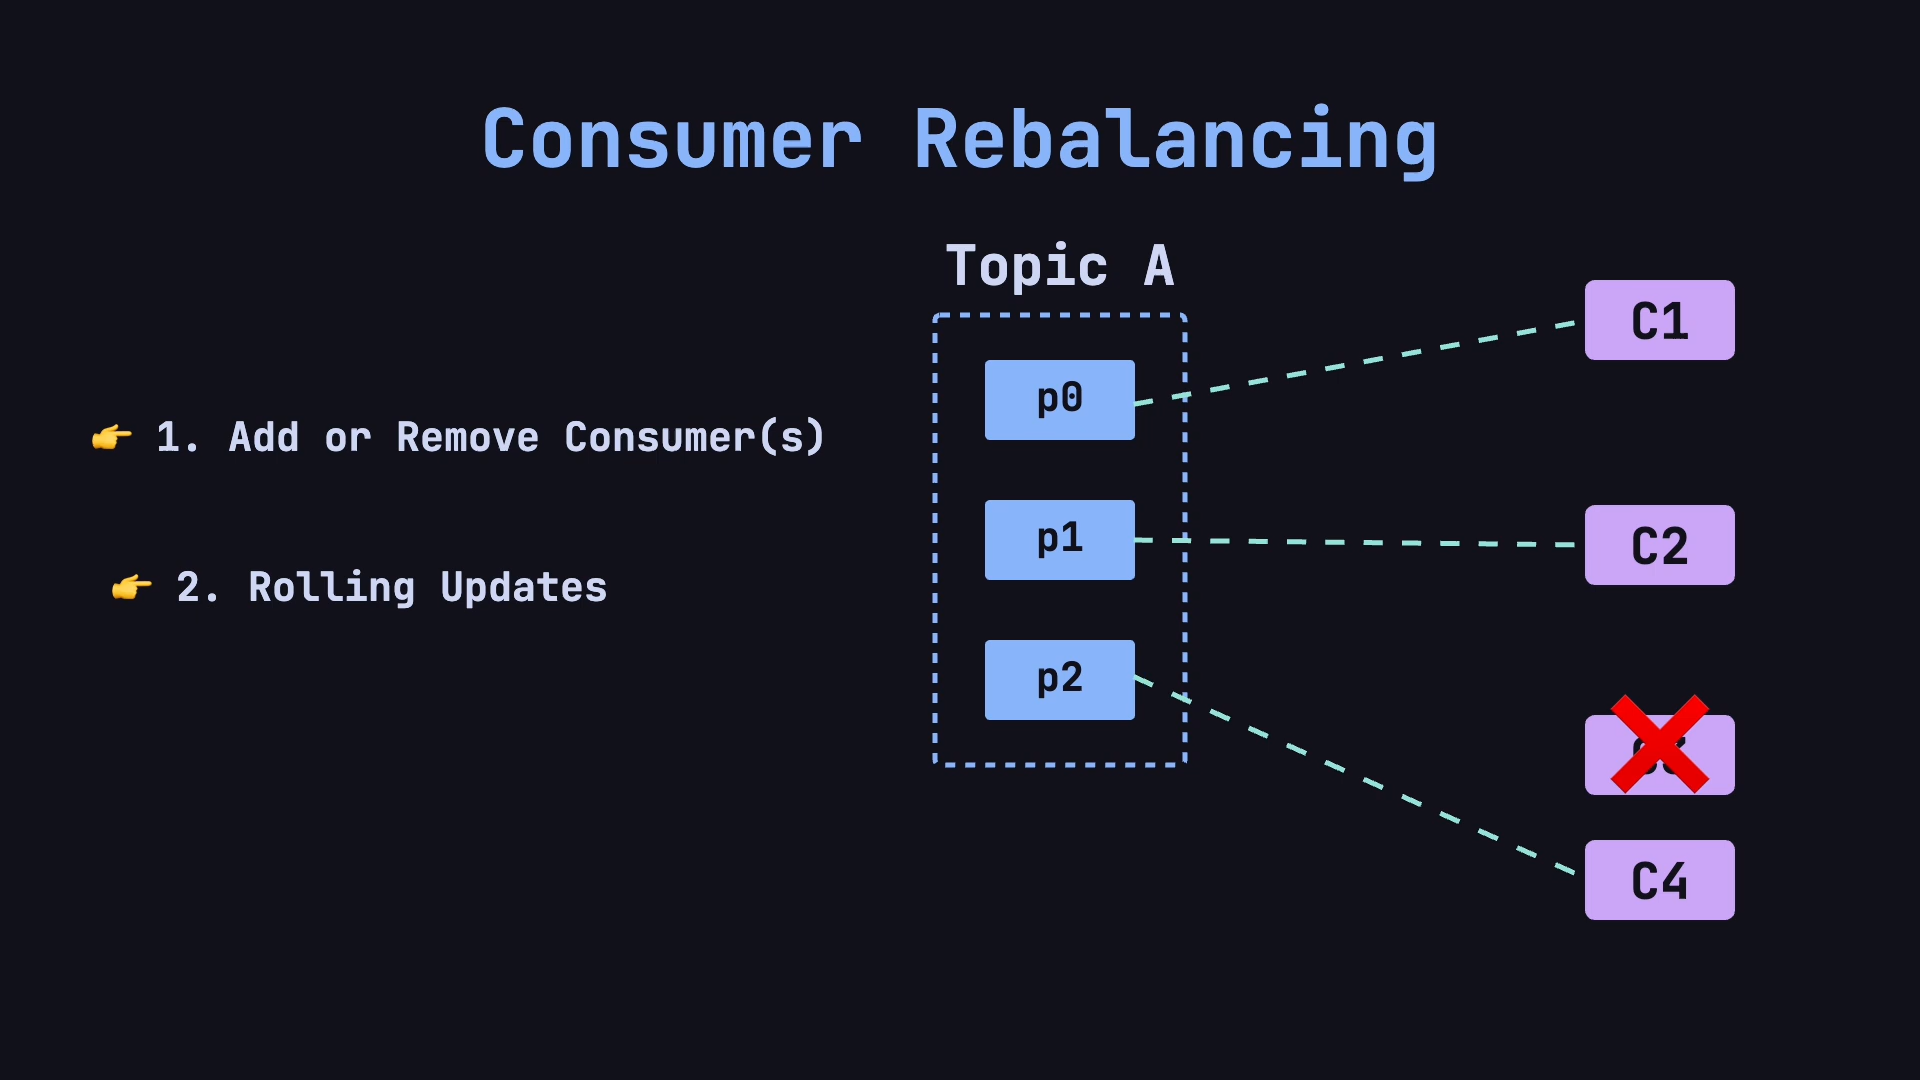 Consumer Rebalancing
Topic A
👉 1. Add or Remove Consumer(s)
👉 2. Rolling Updates
p0
p1
p2
C1
C2
C4